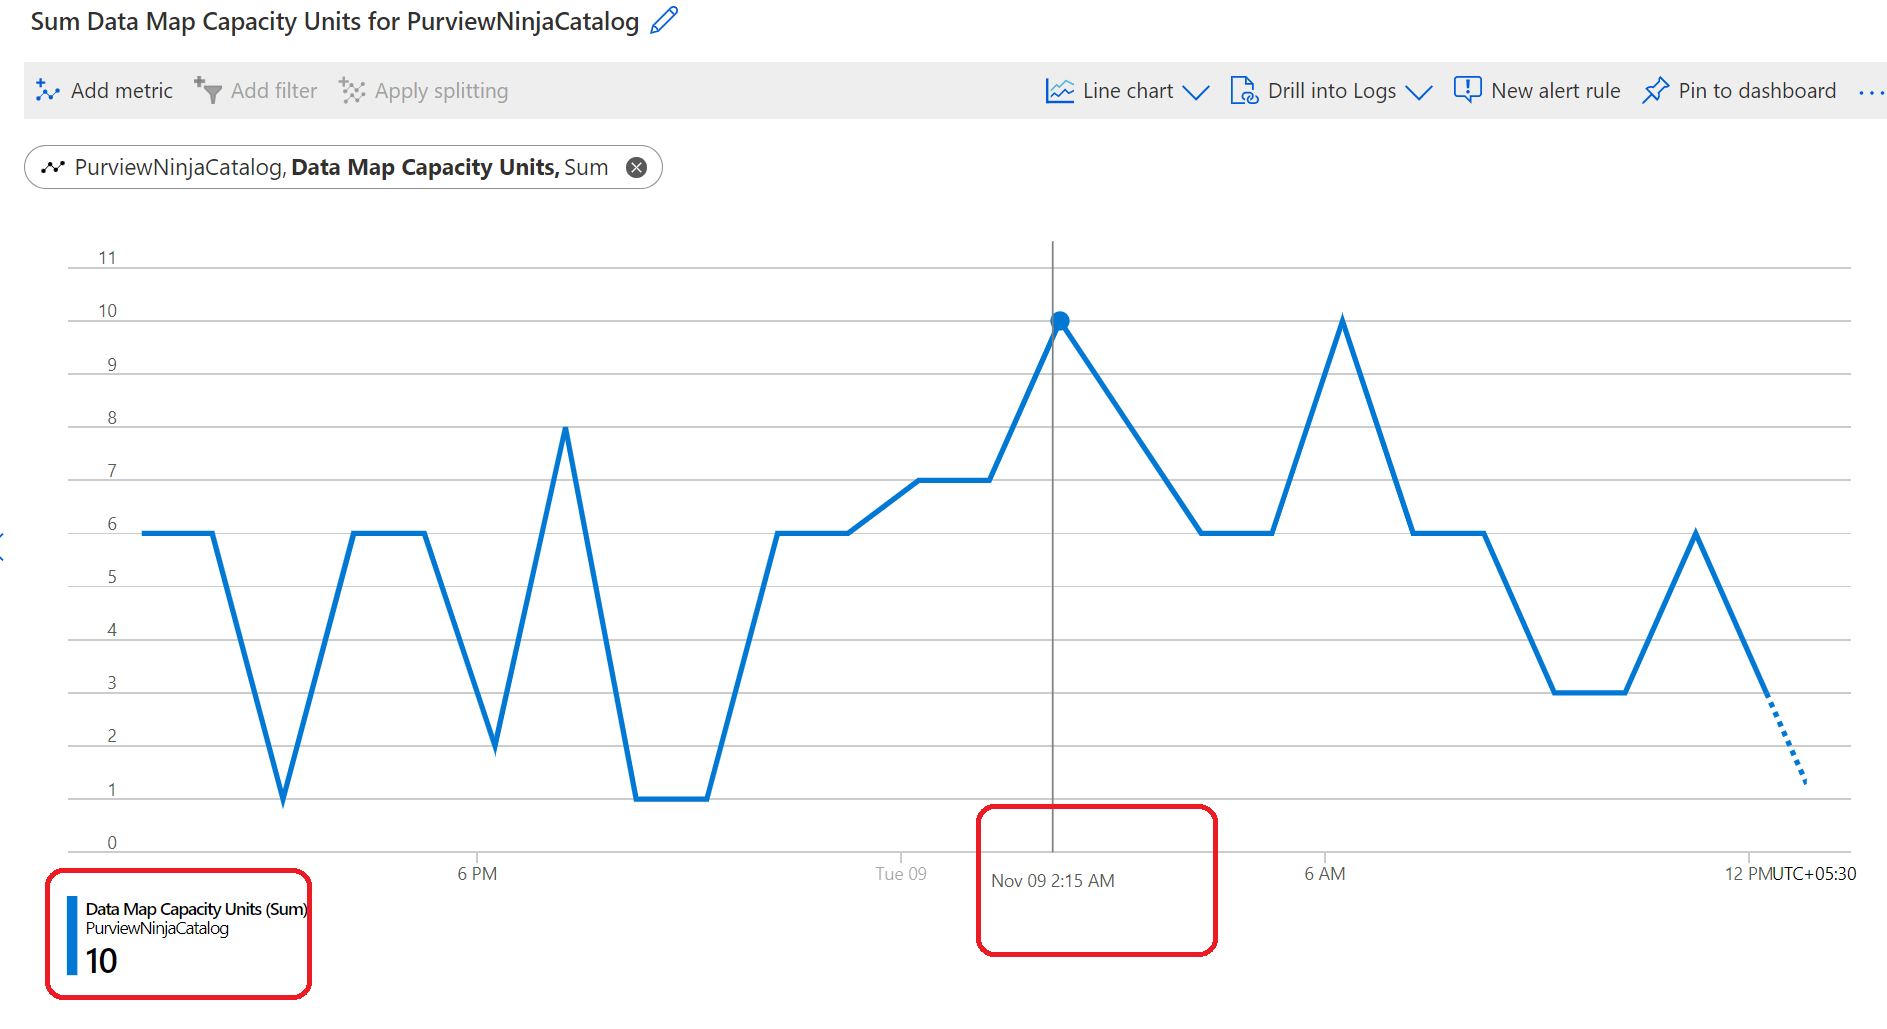 Sum Data Map Capacity Units for PurviewNinjaCatalog
Add metric Add filter Apply splitting Line chart Drill into Logs New alert rule Pin to dashboard ...
PurviewNinjaCatalog, Data Map Capacity Units, Sum
11
10
9
8
7
6
5
4
3
2
1
0
6 PM Tue 09 Nov 09 2:15 AM 6 AM 12 PM UTC+05:30
Data Map Capacity Units (Sum)
PurviewNinjaCatalog
10